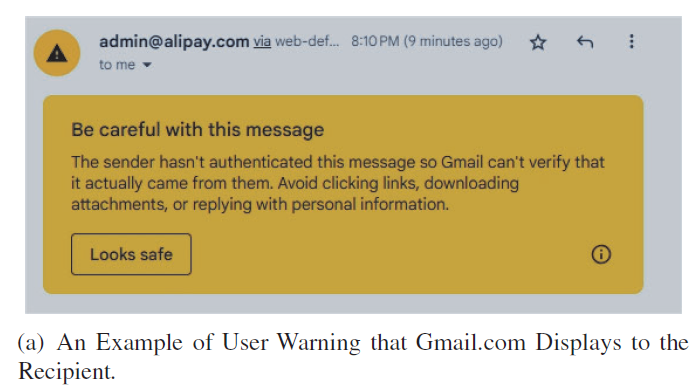 admin@alipay.com via web-def... 8:10 PM (9 minutes ago)
to me
Be careful with this message
The sender hasn't authenticated this message so Gmail can't verify that
it actually came from them. Avoid clicking links, downloading
attachments, or replying with personal information.
Looks safe
(a) An Example of User Warning that Gmail.com Displays to the
Recipient.